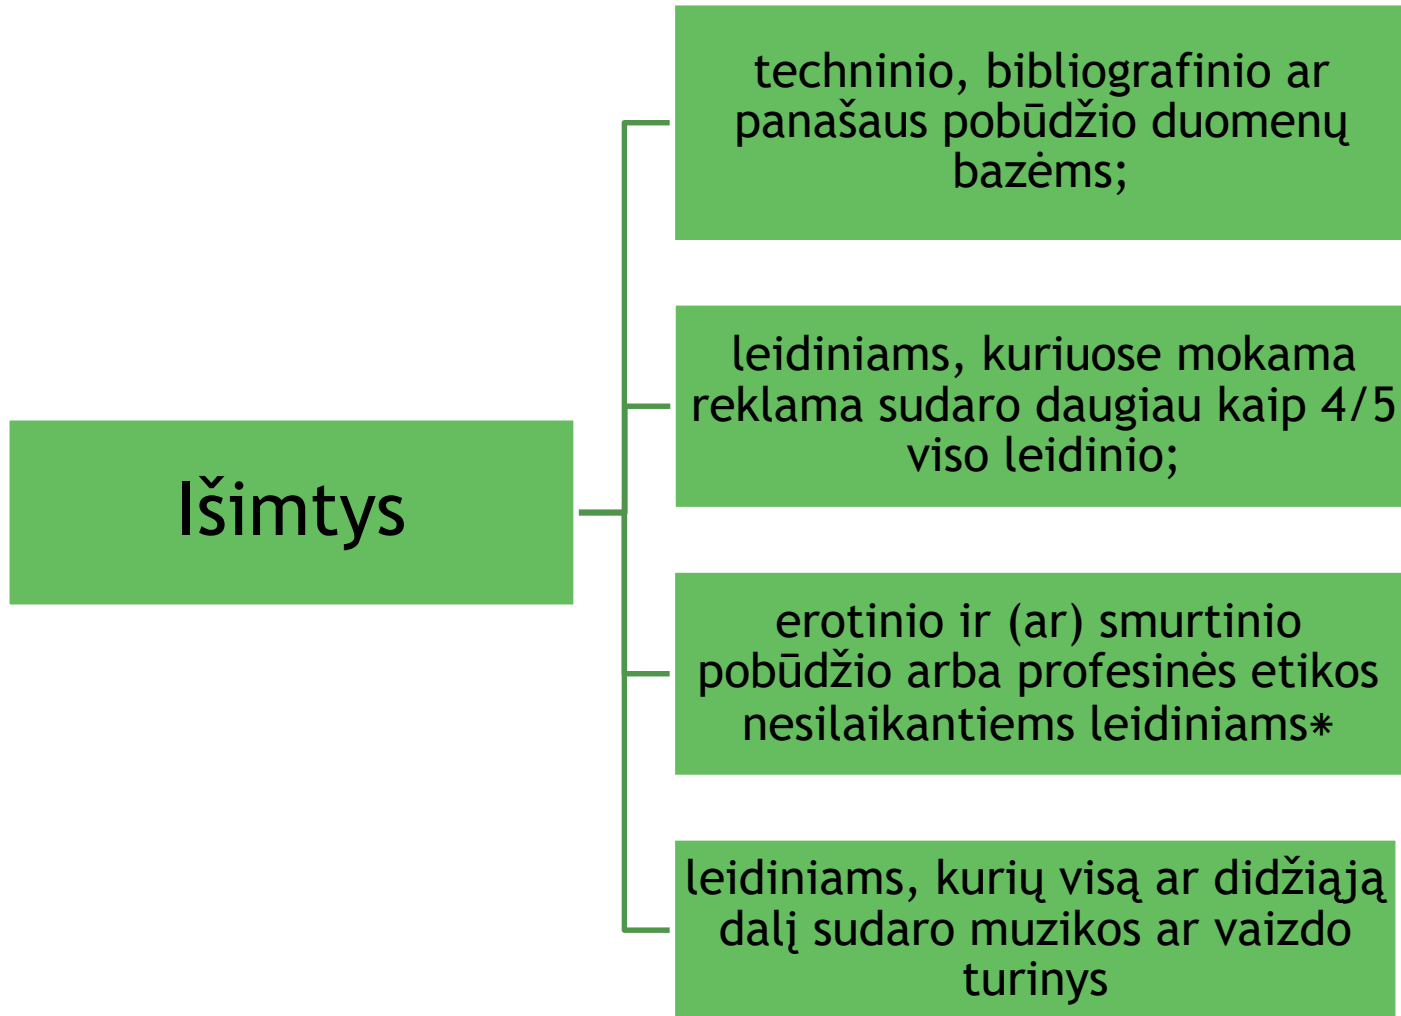 Išimtys
techninio, bibliografinio ar
panašaus pobūdžio duomenų
bazėms;
leidiniams, kuriuose mokama
reklama sudaro daugiau kaip 4/5
viso leidinio;
erotinio ir (ar) smurtinio
pobūdžio arba profesinės etikos
nesilaikantiems leidiniams*
leidiniams, kurių visą ar didžiąją
dalį sudaro muzikos ar vaizdo
turinys